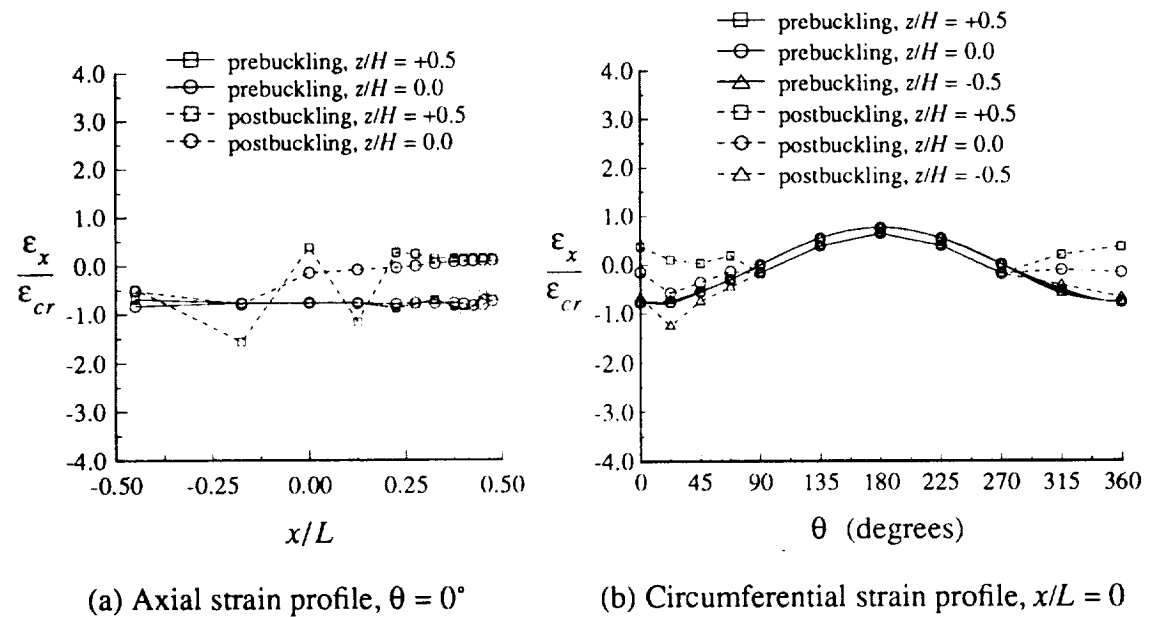 prebuckling, z/H = +0.5
prebuckling, z/H = 0.0
postbuckling, z/H = +0.5
postbuckling, z/H = 0.0
4.0
3.0
2.0
1.0
0.0
-1.0
-2.0
-3.0
-4.0
εx
εcr
-0.50
-0.25
0.00
0.25
0.50
x/L
(a) Axial strain profile, θ = 0°
prebuckling, z/H = +0.5
prebuckling, z/H = 0.0
prebuckling, z/H = -0.5
postbuckling, z/H = +0.5
postbuckling, z/H = 0.0
postbuckling, z/H = -0.5
4.0
3.0
2.0
1.0
0.0
-1.0
-2.0
-3.0
-4.0
εx
εcr
0
45
90
135
180
225
270
315
360
θ (degrees)
(b) Circumferential strain profile, x/L = 0